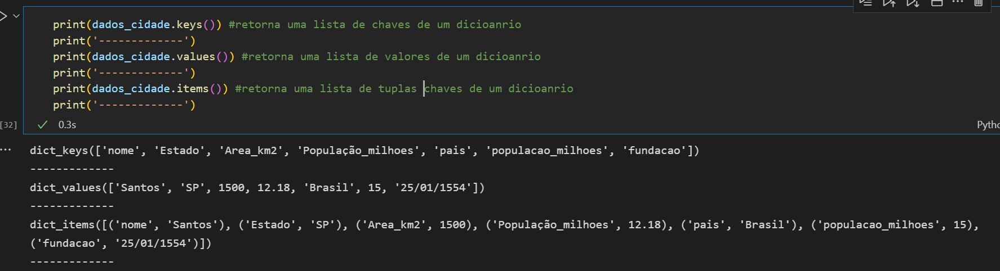 print(dados_cidade.keys()) #retorna uma lista de chaves de um dicioanrio
print('-------------')
print(dados_cidade.values()) #retorna uma lista de valores de um dicioanrio
print('-------------')
print(dados_cidade.items()) #retorna uma lista de tuplas chaves de um dicioanrio
print('-------------')
[32]
0.3s
dict_keys(['nome', 'Estado', 'Area_km2', 'População_milhoes', 'pais', 'populacao_milhoes', 'fundacao'])
-------------
dict_values(['Santos', 'SP', 1500, 12.18, 'Brasil', 15, '25/01/1554'])
-------------
dict_items([('nome', 'Santos'), ('Estado', 'SP'), ('Area_km2', 1500), ('População_milhoes', 12.18), ('pais', 'Brasil'), ('populacao_milhoes', 15),
('fundacao', '25/01/1554')])
-------------